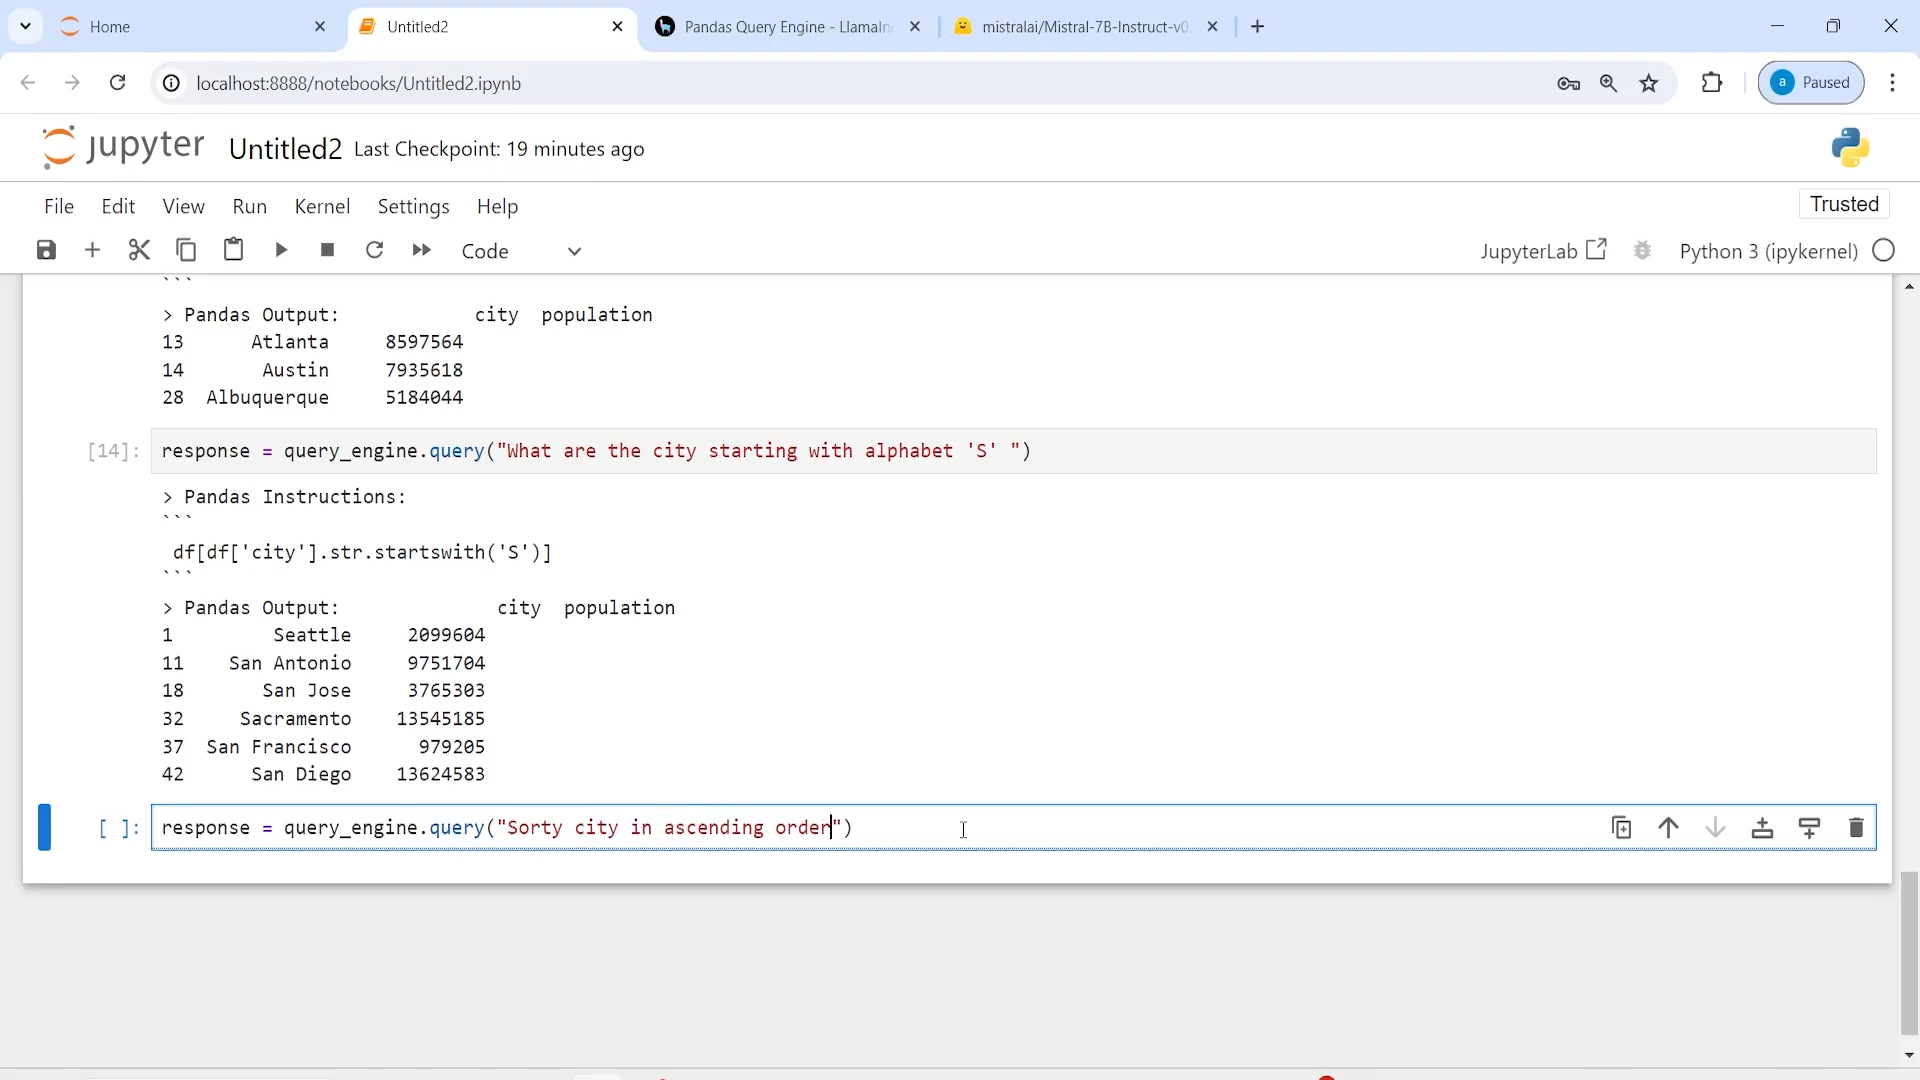 Home
Untitled2
Pandas Query Engine - LlamaIn
mistralai/Mistral-7B-Instruct-v0.
localhost:8888/notebooks/Untitled2.ipynb
a Paused
jupyter Untitled2 Last Checkpoint: 19 minutes ago
File Edit View Run Kernel Settings Help
Trusted
Code
JupyterLab
Python 3 (ipykernel)
```
> Pandas Output:            city  population
13       Atlanta     8597564
14        Austin     7935618
28  Albuquerque     5184044
[14]: response = query_engine.query("What are the city starting with alphabet 'S' ")
> Pandas Instructions:
```
df[df['city'].str.startswith('S')]
```
> Pandas Output:              city  population
1         Seattle     2099604
11    San Antonio     9751704
18       San Jose     3765303
32     Sacramento    13545185
37  San Francisco      979205
42      San Diego    13624583
[ ]: response = query_engine.query("Sorty city in ascending order")